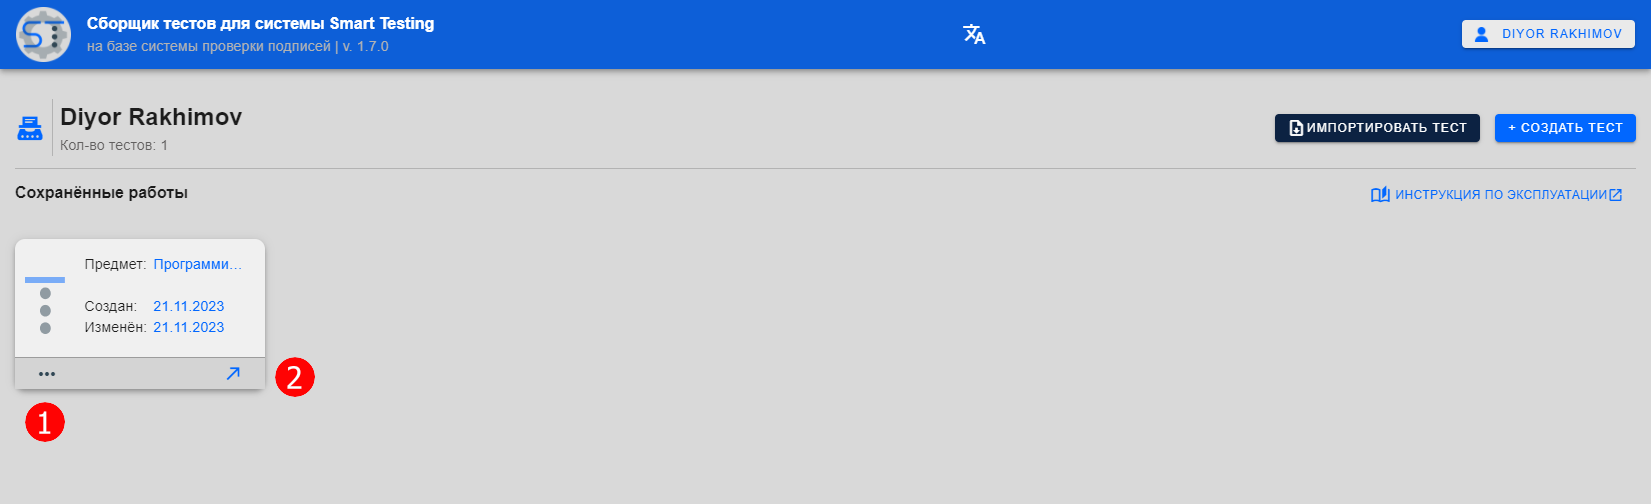 Сборщик тестов для системы Smart Testing
на базе системы проверки подписей | v. 1.7.0
DIYOR RAKHIMOV
Diyor Rakhimov
Кол-во тестов: 1
ИМПОРТИРОВАТЬ ТЕСТ
+ СОЗДАТЬ ТЕСТ
Сохранённые работы
ИНСТРУКЦИЯ ПО ЭКСПЛУАТАЦИИ
Предмет: Программи...
Создан: 21.11.2023
Изменён: 21.11.2023
2
1